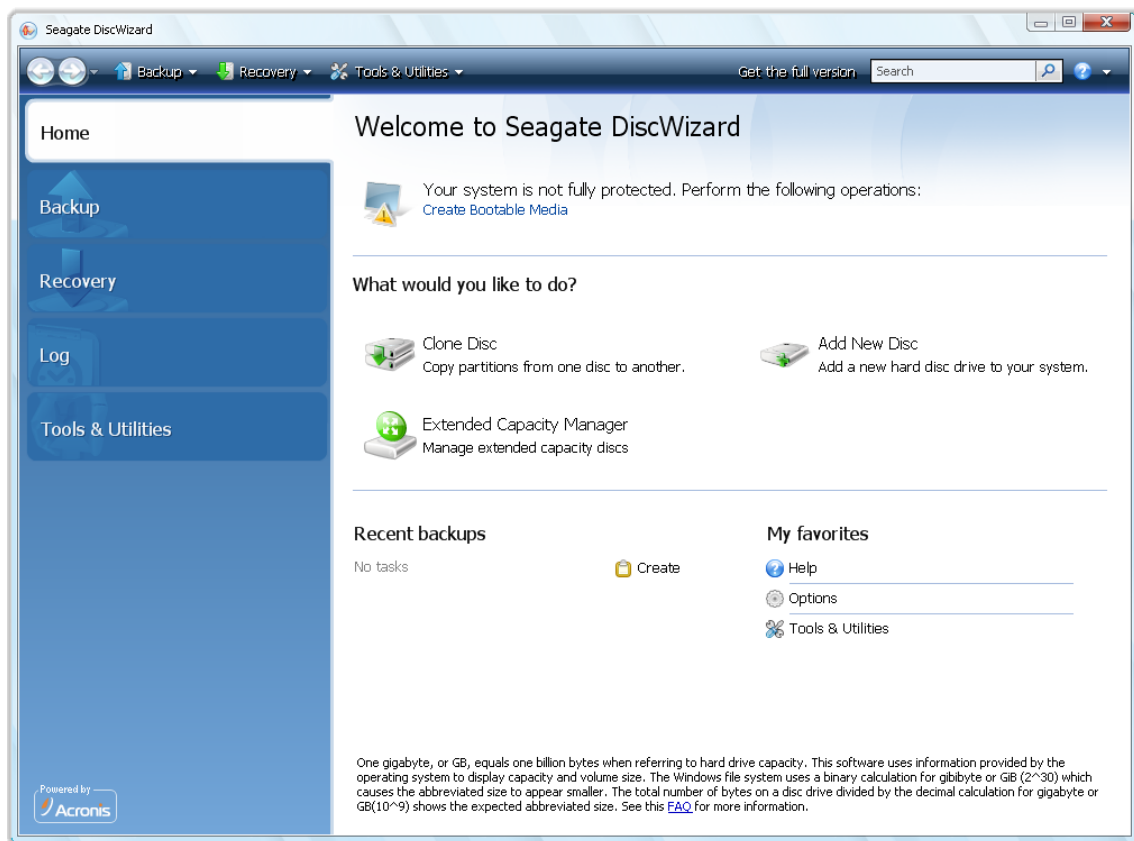 Seagate DiscWizard
Backup
Recovery
Tools & Utilities
Get the full version
Search
Home
Backup
Recovery
Log
Tools & Utilities
Powered by
Acronis
Welcome to Seagate DiscWizard
Your system is not fully protected. Perform the following operations:
Create Bootable Media
What would you like to do?
Clone Disc
Copy partitions from one disc to another.
Add New Disc
Add a new hard disc drive to your system.
Extended Capacity Manager
Manage extended capacity discs
Recent backups
No tasks
Create
My favorites
Help
Options
Tools & Utilities
One gigabyte, or GB, equals one billion bytes when referring to hard drive capacity. This software uses information provided by the
operating system to display capacity and volume size. The Windows file system uses a binary calculation for gibibyte or GiB (2^30) which
causes the abbreviated size to appear smaller. The total number of bytes on a disc drive divided by the decimal calculation for gigabyte or
GB(10^9) shows the expected abbreviated size. See this FAQ for more information.